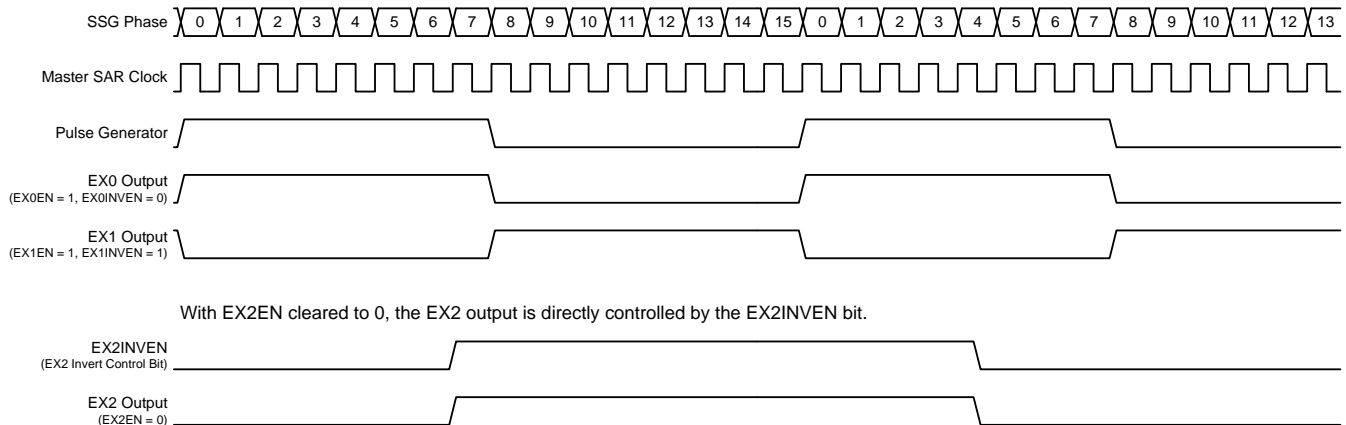 SSG Phase 0 1 2 3 4 5 6 7 8 9 10 11 12 13 14 15 0 1 2 3 4 5 6 7 8 9 10 11 12 13
Master SAR Clock
Pulse Generator
EX0 Output
(EX0EN = 1, EX0INVEN = 0)
EX1 Output
(EX1EN = 1, EX1INVEN = 1)
With EX2EN cleared to 0, the EX2 output is directly controlled by the EX2INVEN bit.
EX2INVEN
(EX2 Invert Control Bit)
EX2 Output
(EX2EN = 0)